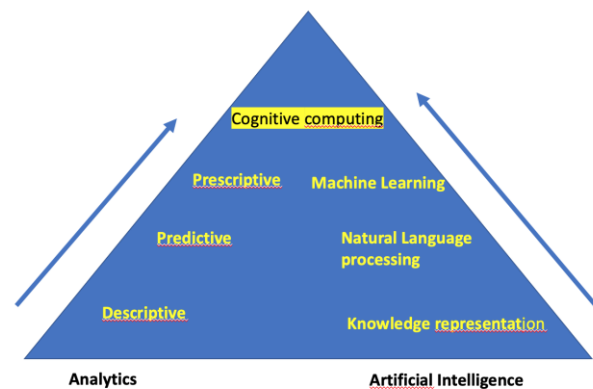 Cognitive computing
Prescriptive
Machine Learning
Predictive
Natural Language
processing
Descriptive
Knowledge representation
Analytics
Artificial Intelligence